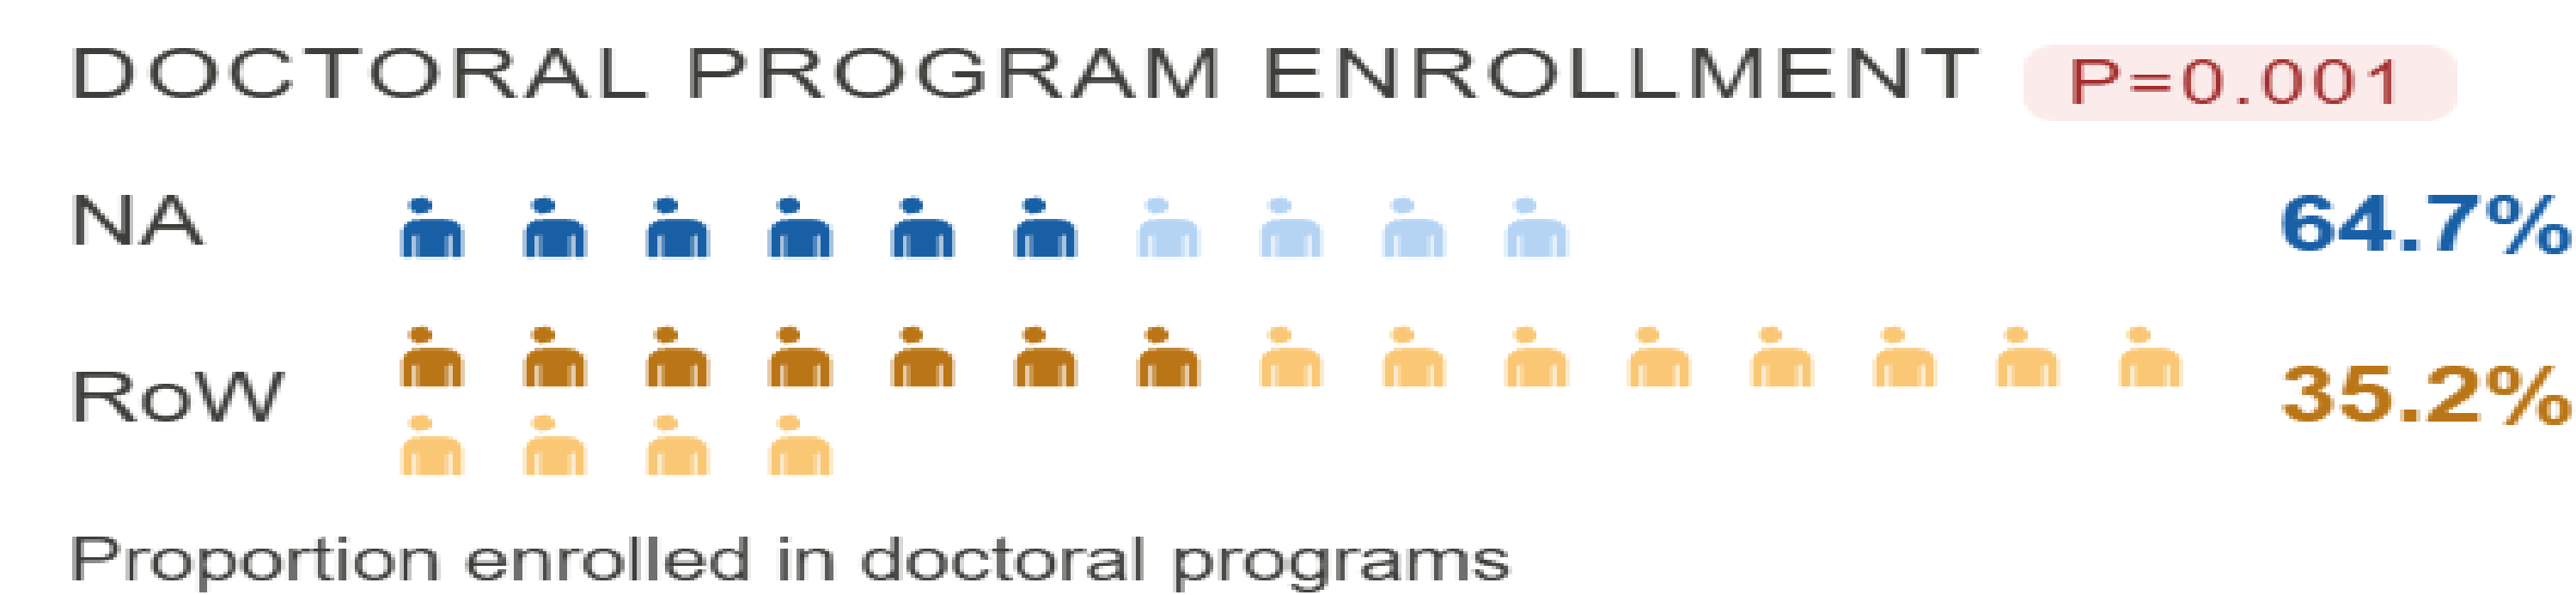 DOCTORAL PROGRAM ENROLLMENT P=0.001
NA 64.7%
RoW 35.2%
Proportion enrolled in doctoral programs